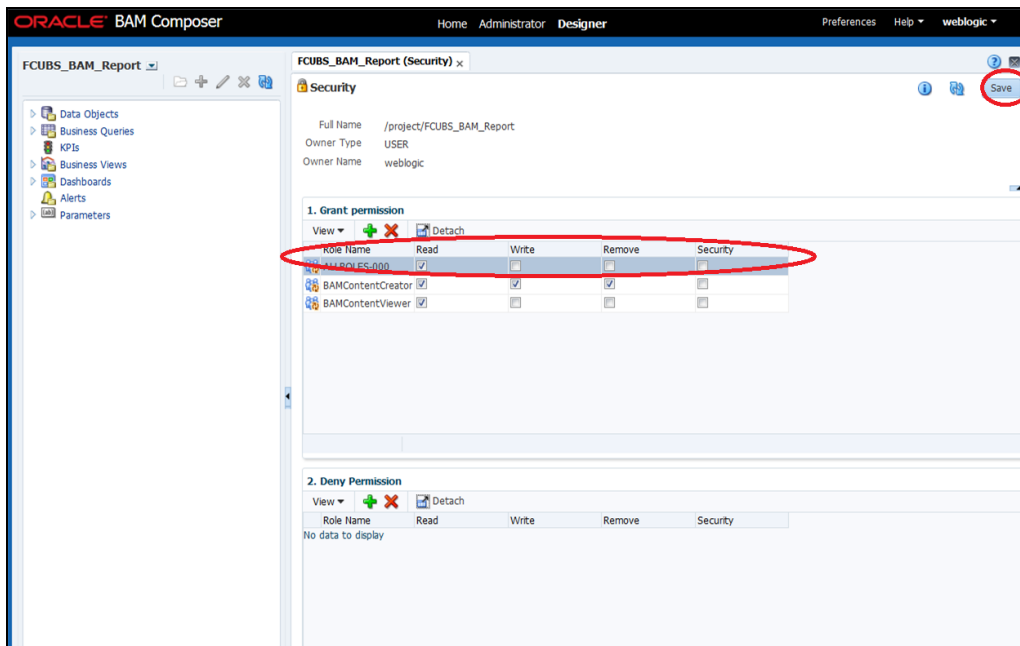 ORACLE BAM Composer Home Administrator Designer Preferences Help weblogic
FCUBS_BAM_Report
Data Objects
Business Queries
KPIs
Business Views
Dashboards
Alerts
Parameters
FCUBS_BAM_Report (Security) x
Security
Save
Full Name /project/FCUBS_BAM_Report
Owner Type USER
Owner Name weblogic
1. Grant permission
View Detach
Role Name Read Write Remove Security
ALLROLES-000
BAMContentCreator
BAMContentViewer
2. Deny Permission
View Detach
Role Name Read Write Remove Security
No data to display